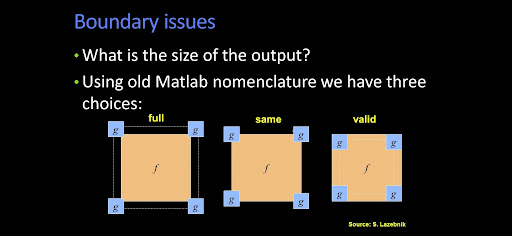 Boundary issues
• What is the size of the output?
• Using old Matlab nomenclature we have three
choices:
full same valid
g g g g g g
f f f
g g g g g g
Source: S. Lazebnik